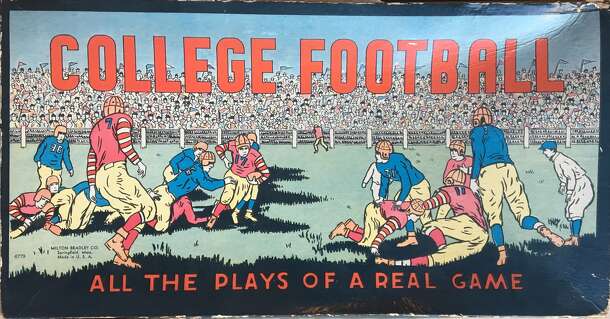 COLLEGE FOOTBALL
MILTON BRADLEY CO.
Springfield, Mass.
Made in U.S.A.
ALL THE PLAYS OF A REAL GAME